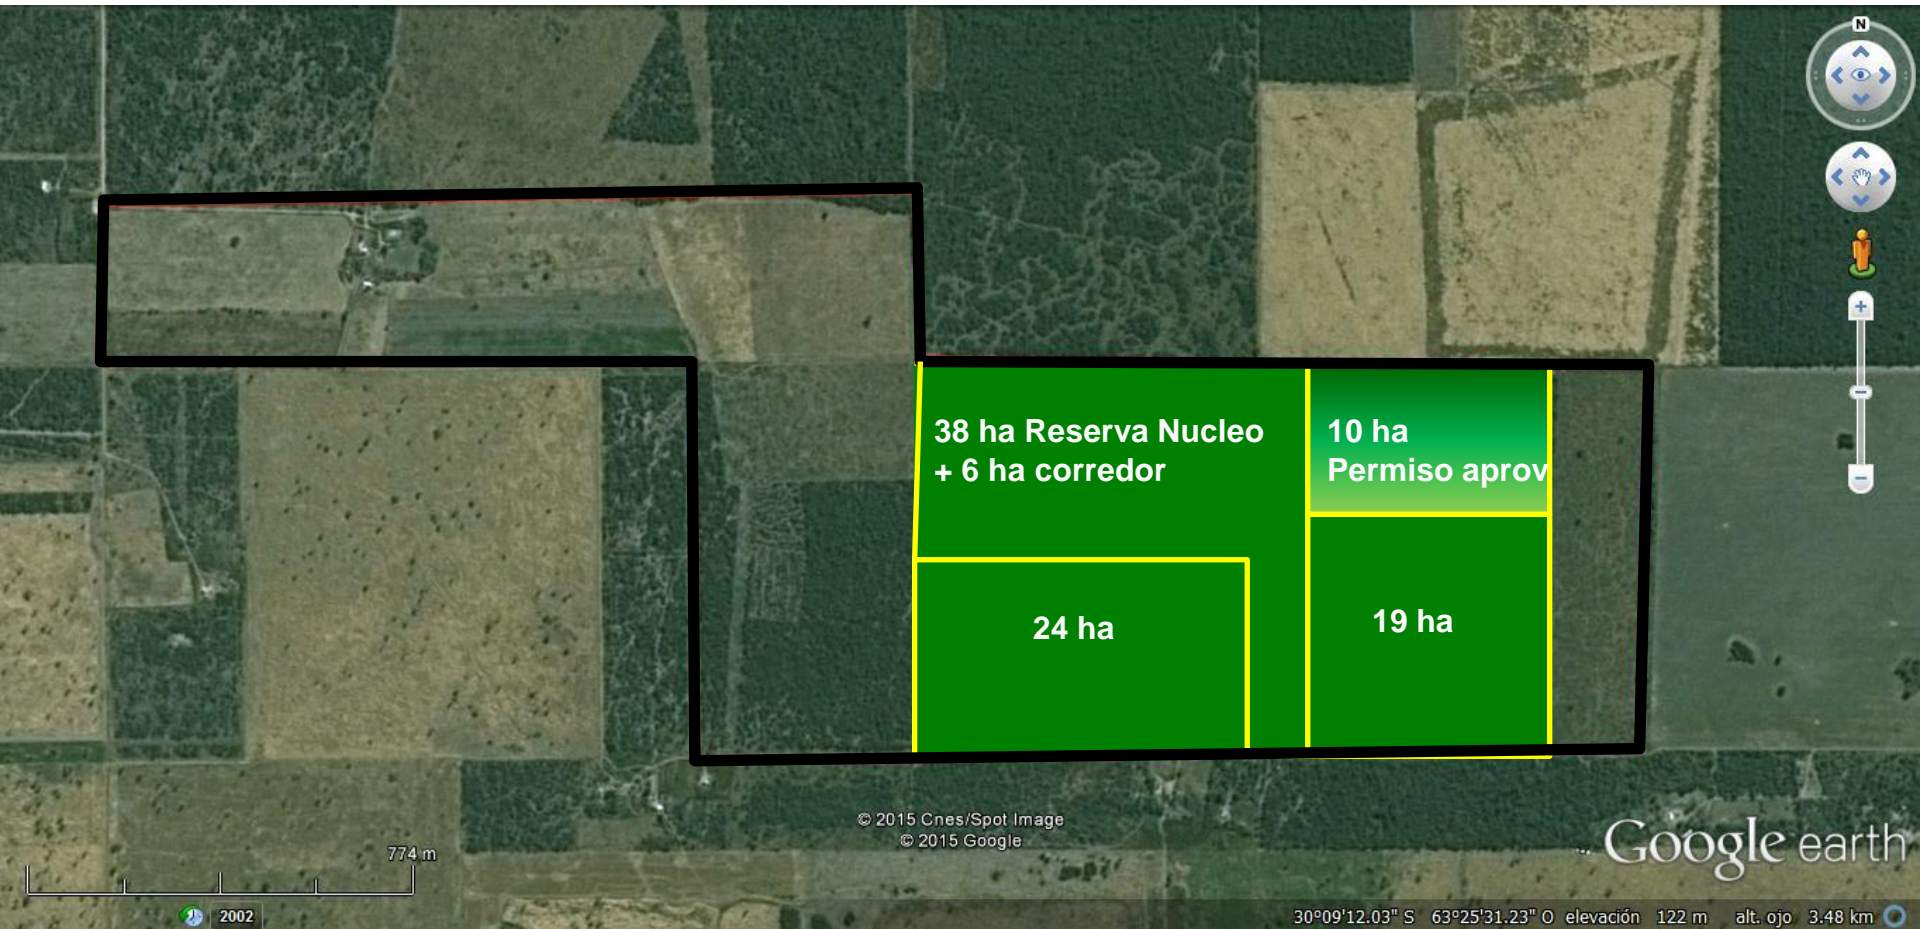 N
38 ha Reserva Nucleo
+ 6 ha corredor
10 ha
Permiso aprov
24 ha
19 ha
© 2015 Cnes/Spot Image
© 2015 Google
774 m
Google earth
2002
30°09'12.03" S 63°25'31.23" O elevación 122 m alt. ojo 3.48 km